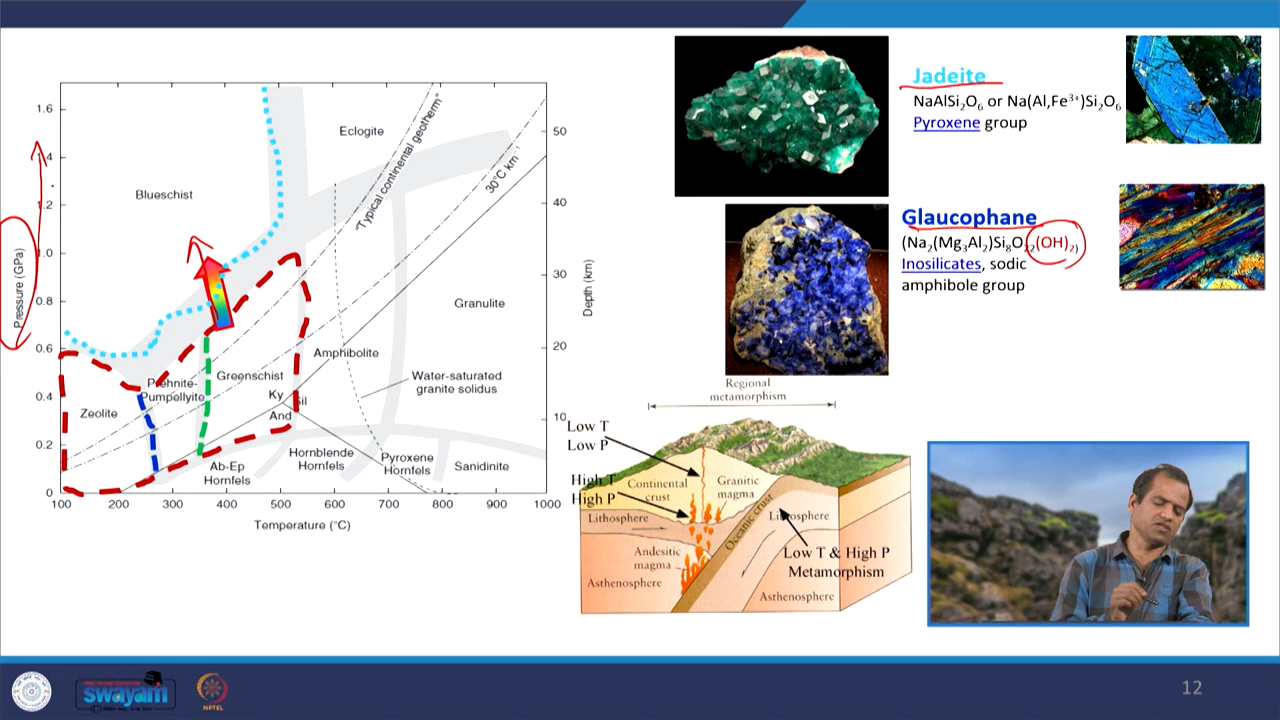 1.6
1.4
1.2
1.0
0.8
0.6
0.4
0.2
0
Pressure (GPa)
Blueschist
Eclogite
"Typical continental geotherm"
30°C km⁻¹
Granulite
Amphibolite
Greenschist
Prehnite-
Pumpellyite
Zeolite
Ky
Sil
And
Water-saturated
granite solidus
Ab-Ep
Hornfels
Hornblende
Hornfels
Pyroxene
Hornfels
Sanidinite
100 200 300 400 500 600 700 800 900 1000
Temperature (°C)
50
40
30
20
10
Depth (km)
Jadeite
NaAlSi₂O₆ or Na(Al,Fe³⁺)Si₂O₆
Pyroxene group
Glaucophane
(Na₂(Mg₃Al₂)Si₈O₂₂(OH)₂)
Inosilicates, sodic
amphibole group
Regional
metamorphism
Low T
Low P
High T
High P
Continental
crust
Granitic
magma
Lithosphere
Oceanic crust
Lithosphere
Andesitic
magma
Asthenosphere
Low T & High P
Metamorphism
Asthenosphere
swayam
NPTEL
12